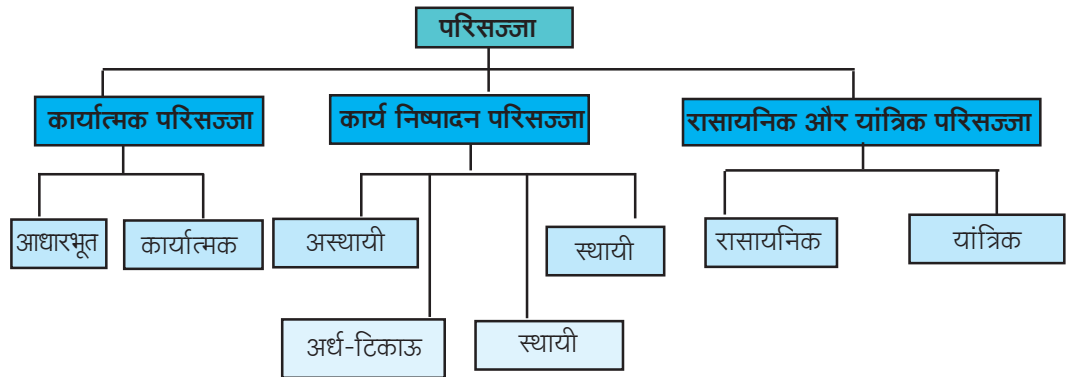 परिसज्जा
कार्यात्मक परिसज्जा
कार्य निष्पादन परिसज्जा
रासायनिक और यांत्रिक परिसज्जा
आधारभूत
कार्यात्मक
अस्थायी
स्थायी
रासायनिक
यांत्रिक
अर्ध-टिकाऊ
स्थायी